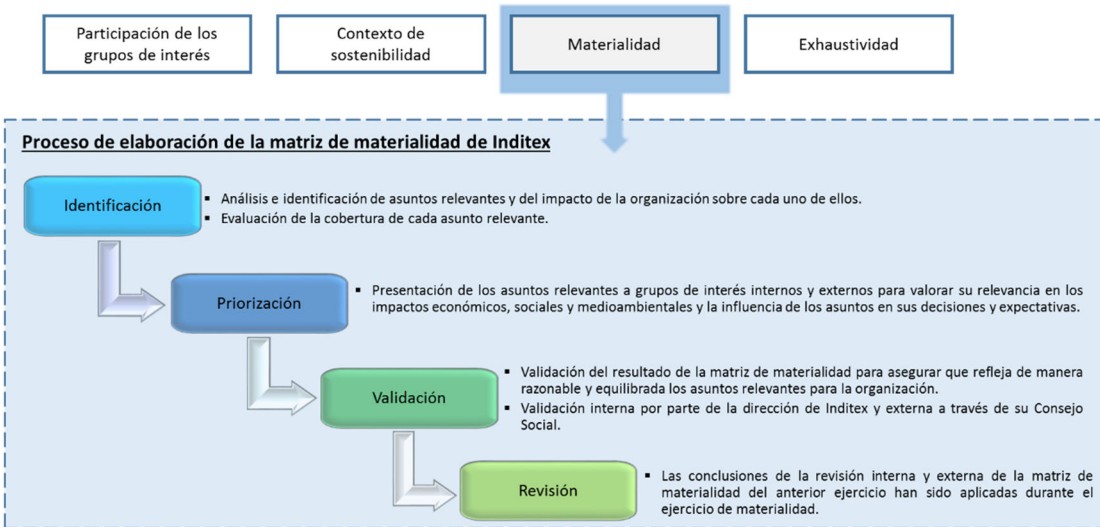 Participación de los
grupos de interés
Contexto de
sostenibilidad
Materialidad
Exhaustividad
Proceso de elaboración de la matriz de materialidad de Inditex
Identificación
▪ Análisis e identificación de asuntos relevantes y del impacto de la organización sobre cada uno de ellos.
▪ Evaluación de la cobertura de cada asunto relevante.
Priorización
▪ Presentación de los asuntos relevantes a grupos de interés internos y externos para valorar su relevancia en los
impactos económicos, sociales y medioambientales y la influencia de los asuntos en sus decisiones y expectativas.
Validación
▪ Validación del resultado de la matriz de materialidad para asegurar que refleja de manera
razonable y equilibrada los asuntos relevantes para la organización.
▪ Validación interna por parte de la dirección de Inditex y externa a través de su Consejo
Social.
Revisión
▪ Las conclusiones de la revisión interna y externa de la matriz de
materialidad del anterior ejercicio han sido aplicadas durante el
ejercicio de materialidad.